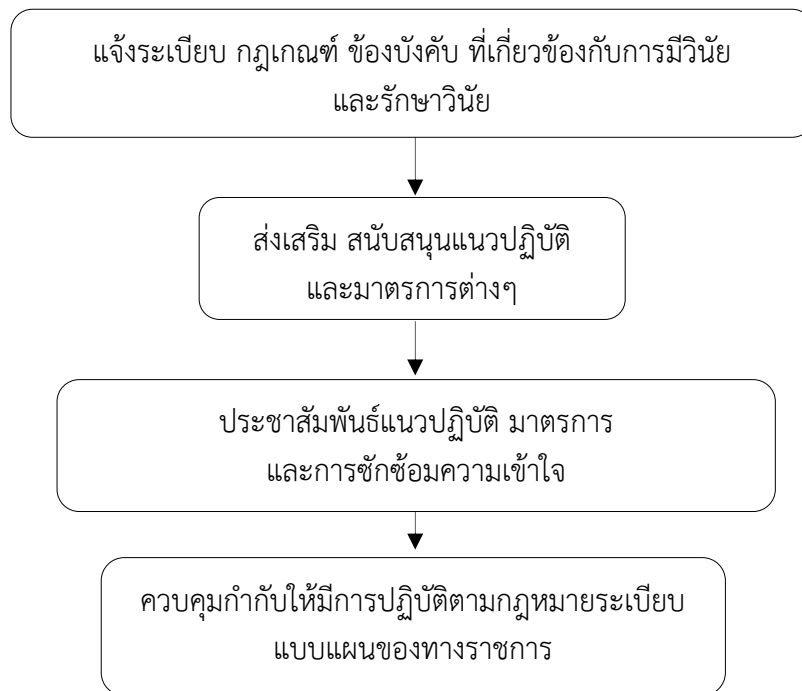 แจ้งระเบียบ กฎเกณฑ์ ข้องบังคับ ที่เกี่ยวข้องกับการมีวินัย
และรักษาวินัย
ส่งเสริม สนับสนุนแนวปฏิบัติ
และมาตรการต่างๆ
ประชาสัมพันธ์แนวปฏิบัติ มาตรการ
และการซักซ้อมความเข้าใจ
ควบคุมกำกับให้มีการปฏิบัติตามกฎหมายระเบียบ
แบบแผนของทางราชการ